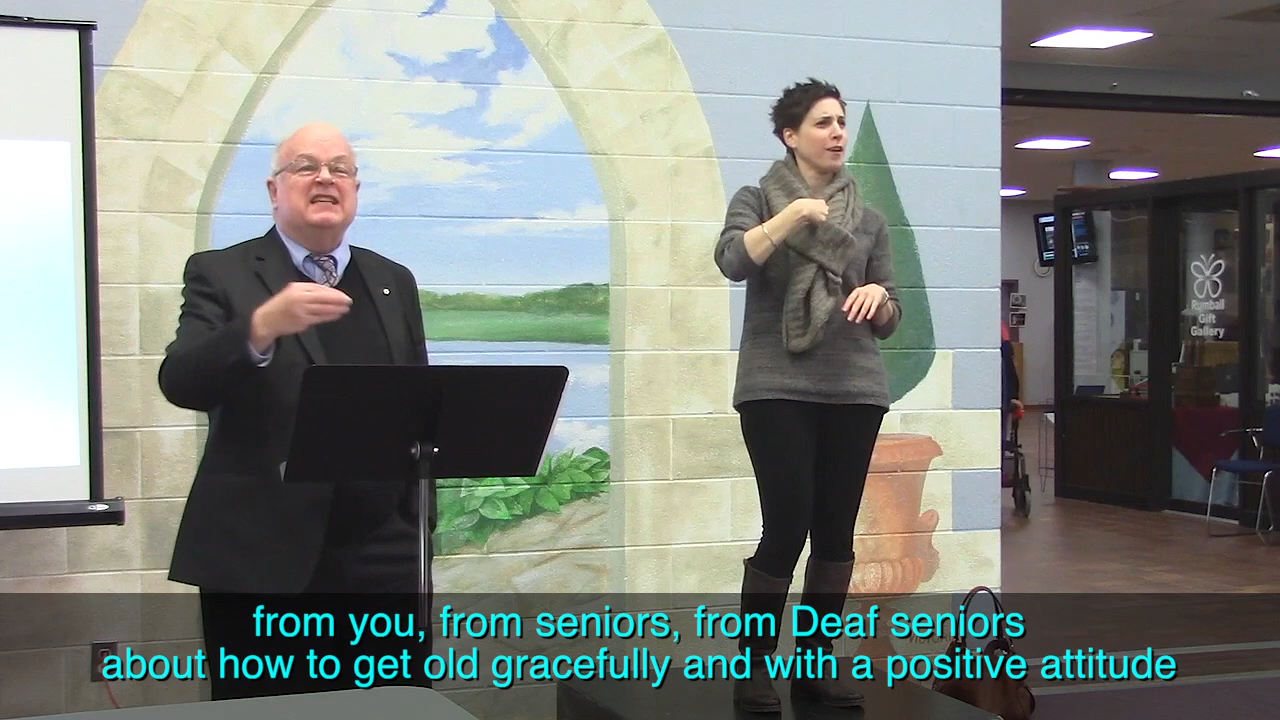 Rumball
Gift
Gallery
from you, from seniors, from Deaf seniors
about how to get old gracefully and with a positive attitude